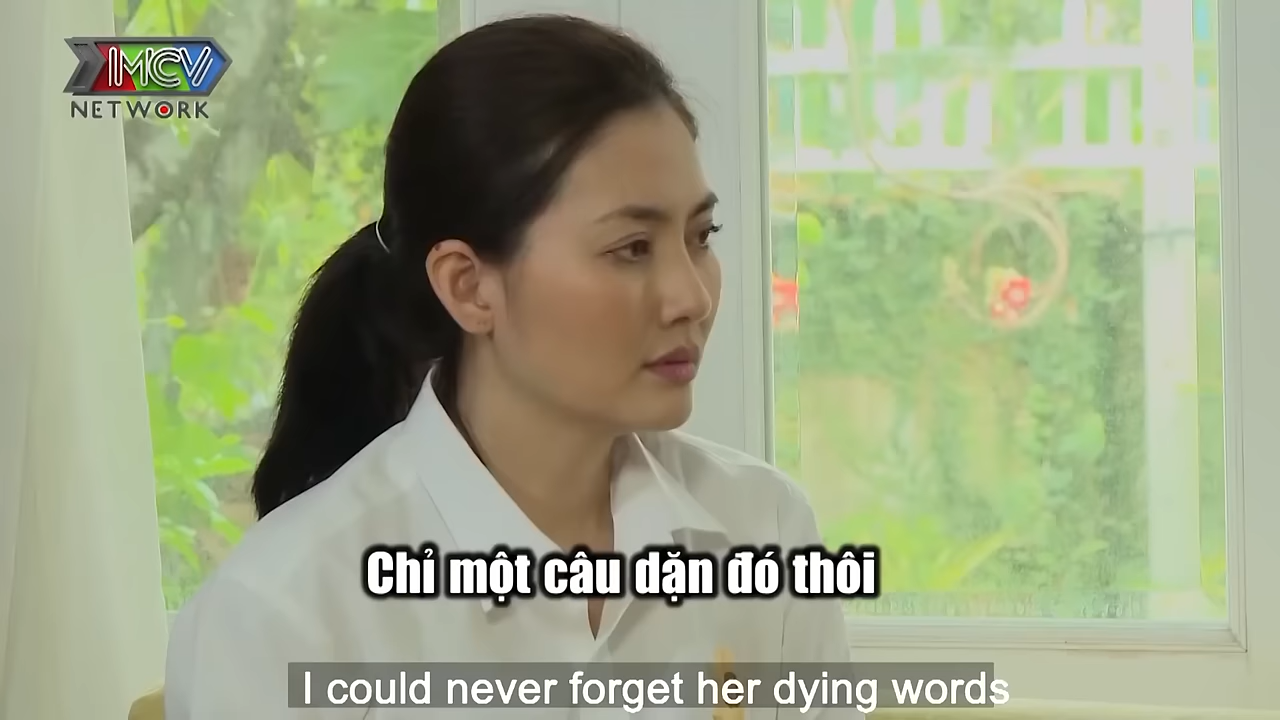 MCV
NETWORK
Chỉ một câu dặn đó thôi
I could never forget her dying words